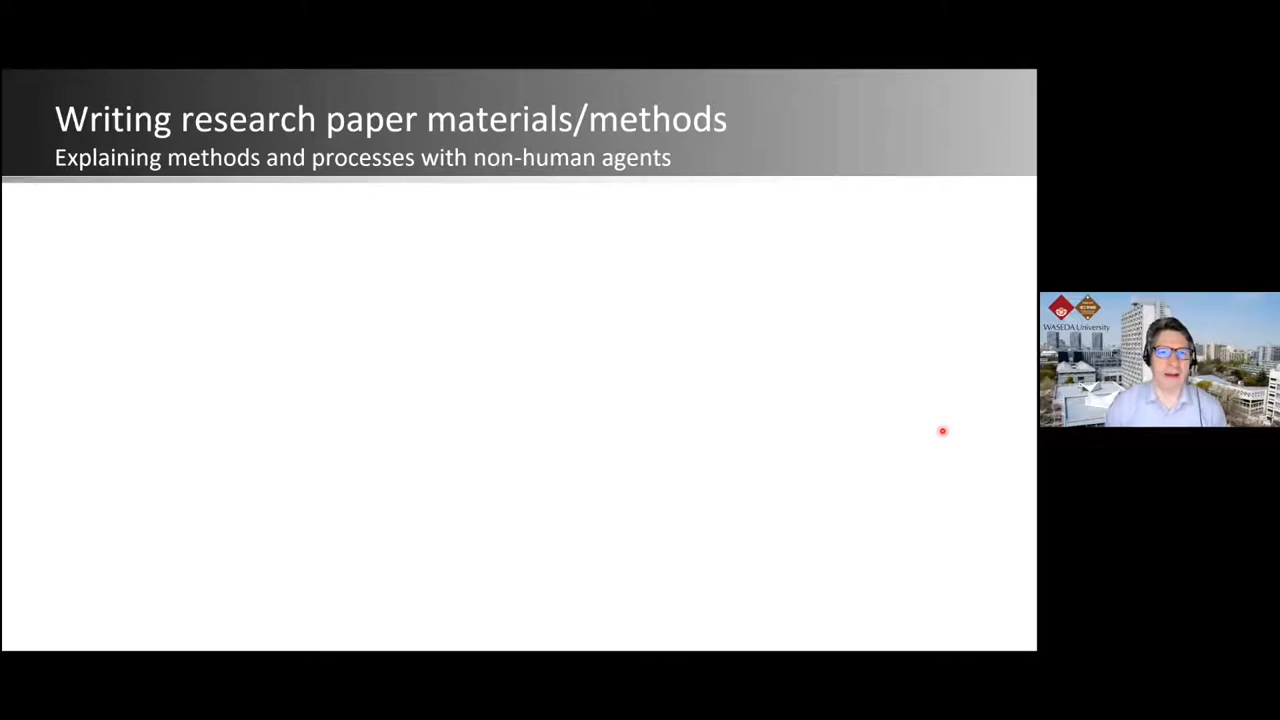 Writing research paper materials/methods
Explaining methods and processes with non-human agents
WASEDA University